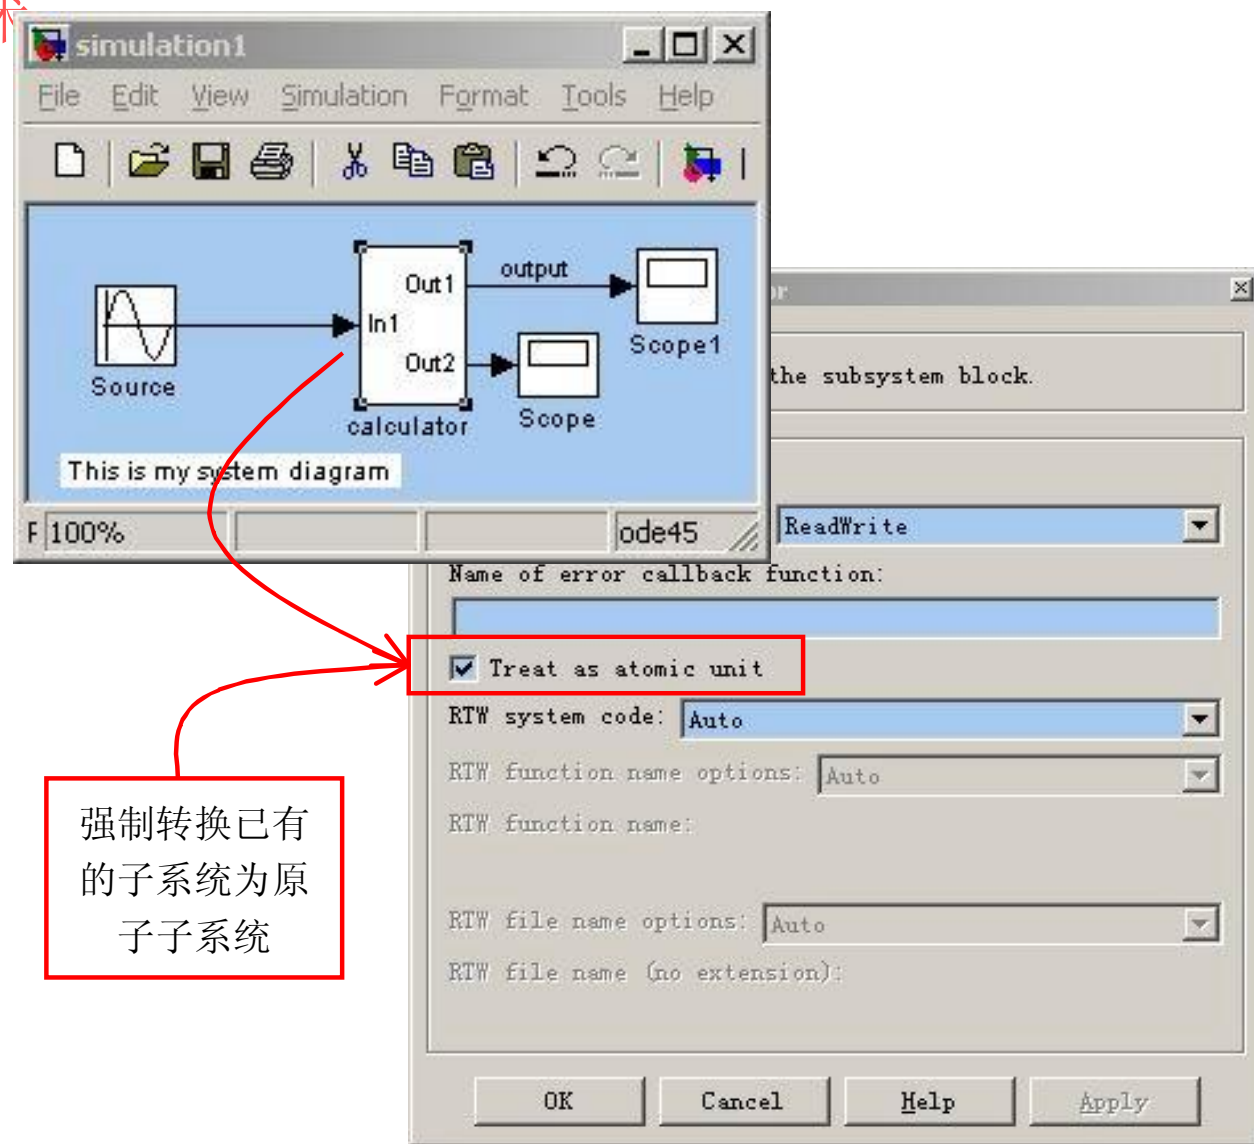 simulation1
File Edit View Simulation Format Tools Help
Out1
output
In1
Out2
Source
calculator
Scope
Scope1
This is my system diagram
F 100%
ode45
the subsystem block.
ReadWrite
Name of error callback function:
Treat as atomic unit
RTW system code: Auto
RTW function name options: Auto
RTW function name:
RTW file name options: Auto
RTW file name (no extension):
OK Cancel Help Apply
强制转换已有
的子系统为原
子子系统